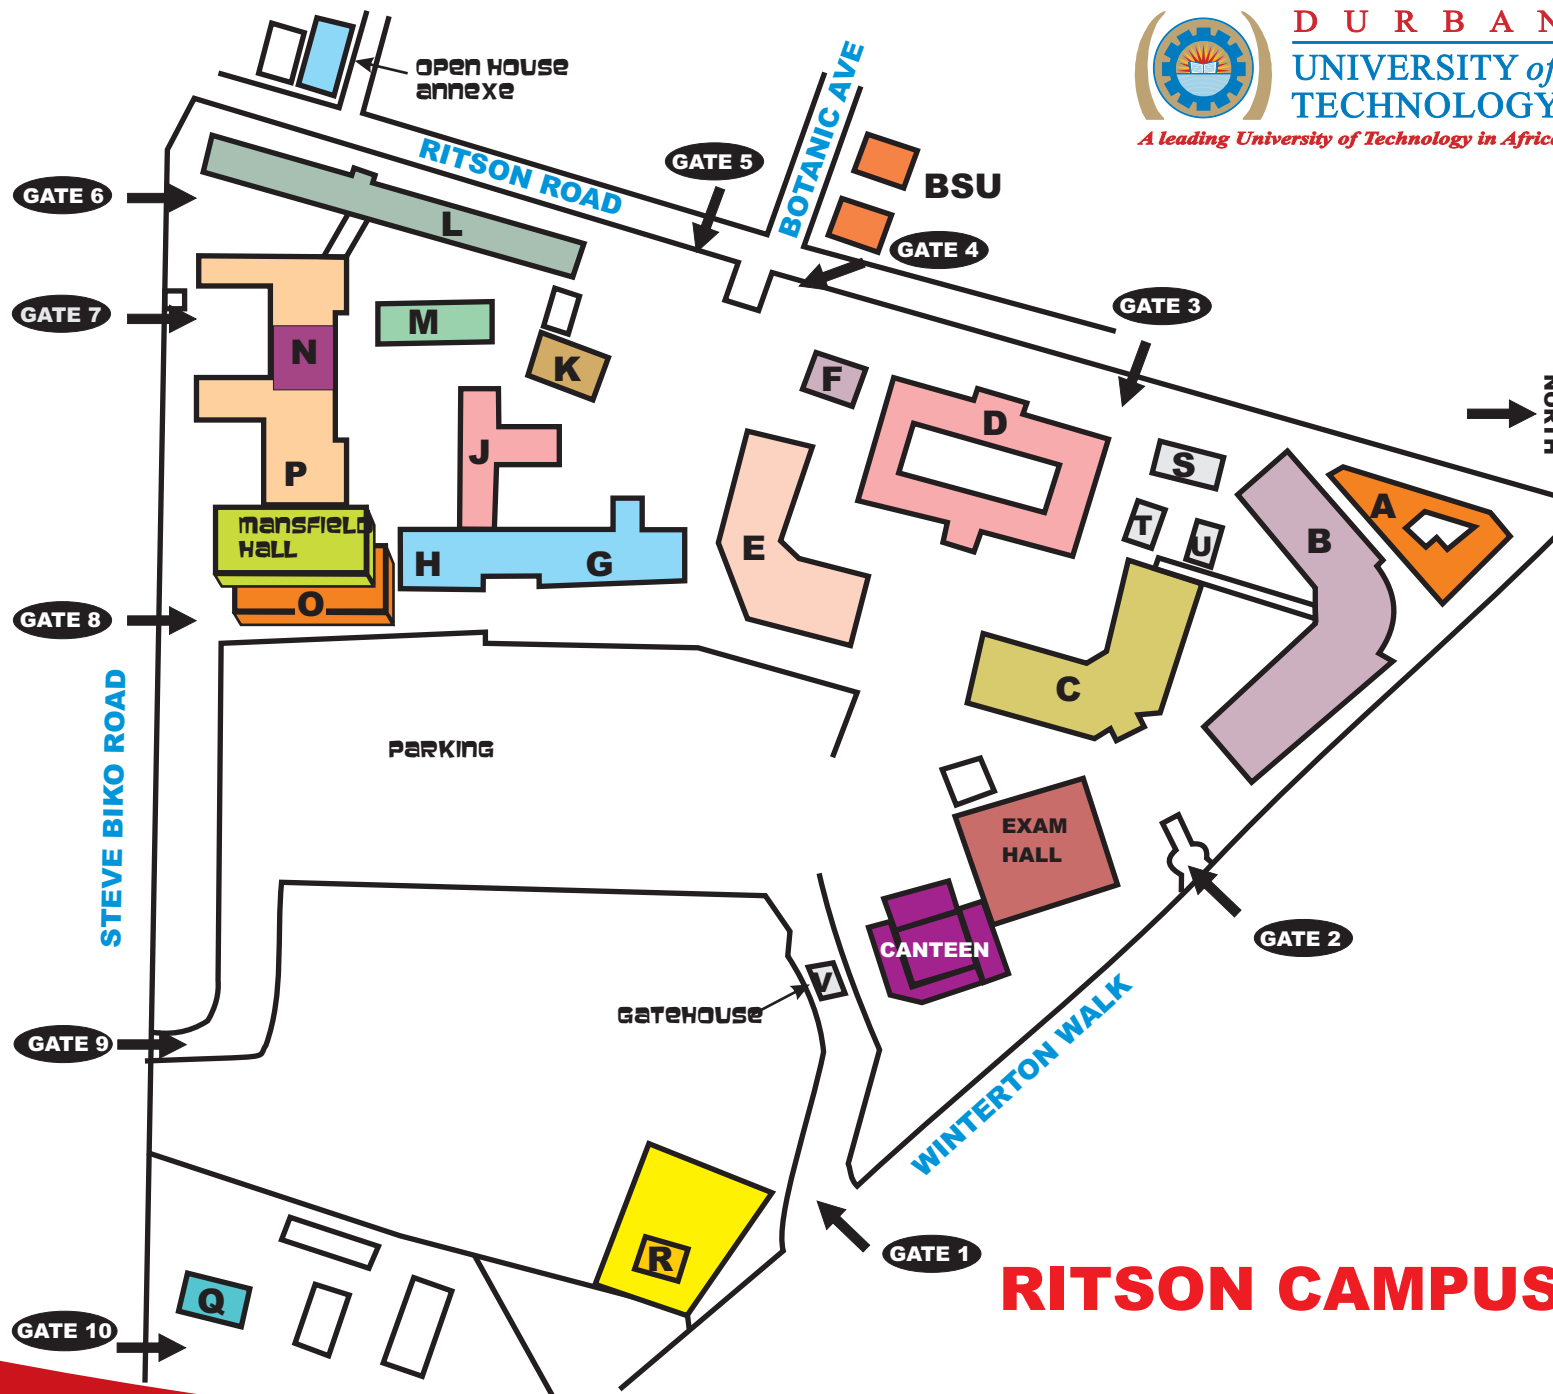 DURBAN
UNIVERSITY of
TECHNOLOGY
A leading University of Technology in Africa
OPEN HOUSE
ANNEXE
RITSON ROAD
BOTANIC AVE
GATE 5
BSU
GATE 6
L
GATE 4
GATE 7
M
N
K
F
GATE 3
D
NORTH
J
P
S
A
MANSFIELD
HALL
T
U
B
H
G
E
O
GATE 8
C
STEVE BIKO ROAD
PARKING
EXAM
HALL
CANTEEN
GATE 2
V
GATEHOUSE
GATE 9
WINTERTON WALK
R
GATE 1
RITSON CAMPUS
Q
GATE 10